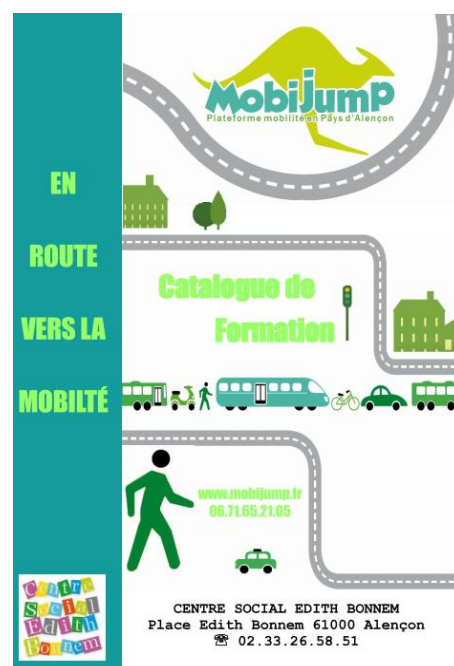 MobiJumP
Plateforme mobilité en Pays d'Alençon
EN
ROUTE
VERS LA
MOBILTÉ
Catalogue de
Formation
www.mobijump.fr
06.71.65.21.05
Centre
Social
Edith
Bonnem
CENTRE SOCIAL EDITH BONNEM
Place Edith Bonnem 61000 Alençon
☎ 02.33.26.58.51